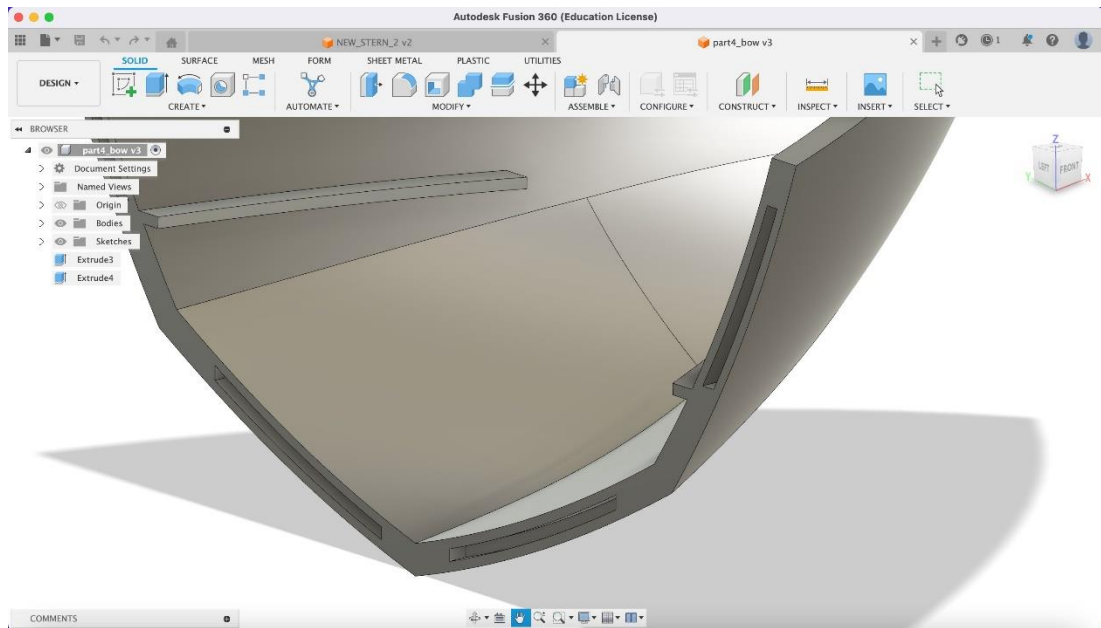 Autodesk Fusion 360 (Education License)
NEW_STERN_2 v2
part4_bow v3
1
SOLID SURFACE MESH FORM SHEET METAL PLASTIC UTILITIES
DESIGN
CREATE AUTOMATE MODIFY ASSEMBLE CONFIGURE CONSTRUCT INSPECT INSERT SELECT
BROWSER
part4_bow v3
Document Settings
Named Views
Origin
Bodies
Sketches
Extrude3
Extrude4
Z
LEFT FRONT
Y X
COMMENTS